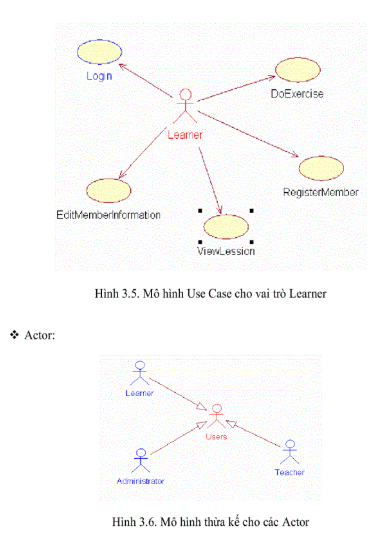 Login
DoExercise
Learner
RegisterMember
EditMemberInformation
ViewLession
Hình 3.5. Mô hình Use Case cho vai trò Learner
❖ Actor:
Learner
Users
Administrator
Teacher
Hình 3.6. Mô hình thừa kế cho các Actor